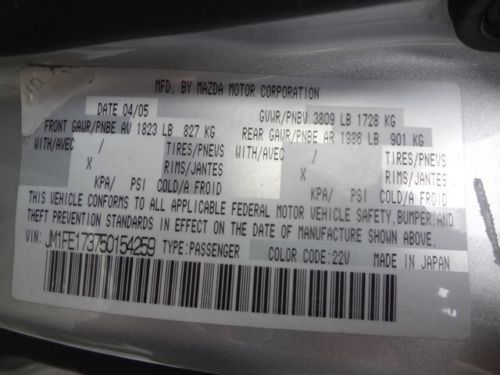 MFD. BY MAZDA MOTOR CORPORATION
DATE 04/05 GVWR/PNBV 3809 LB 1728 KG
FRONT GAWR/PNBE AV 1823 LB 827 KG REAR GAWR/PNBE AR 1986 LB 901 KG
WITH/AVEC / TIRES/PNEUS WITH/AVEC / TIRES/PNEUS
X RIMS/JANTES X RIMS/JANTES
KPA/ PSI COLD/A FROID KPA/ PSI COLD/A FROID
THIS VEHICLE CONFORMS TO ALL APPLICABLE FEDERAL MOTOR VEHICLE SAFETY,BUMPER,AND
THEFT PREVENTION STANDARDS IN EFFECT ON THE DATE OF MANUFACTURE SHOWN ABOVE.
JM1FE173750154259 TYPE:PASSENGER COLOR CODE:22V MADE IN JAPAN